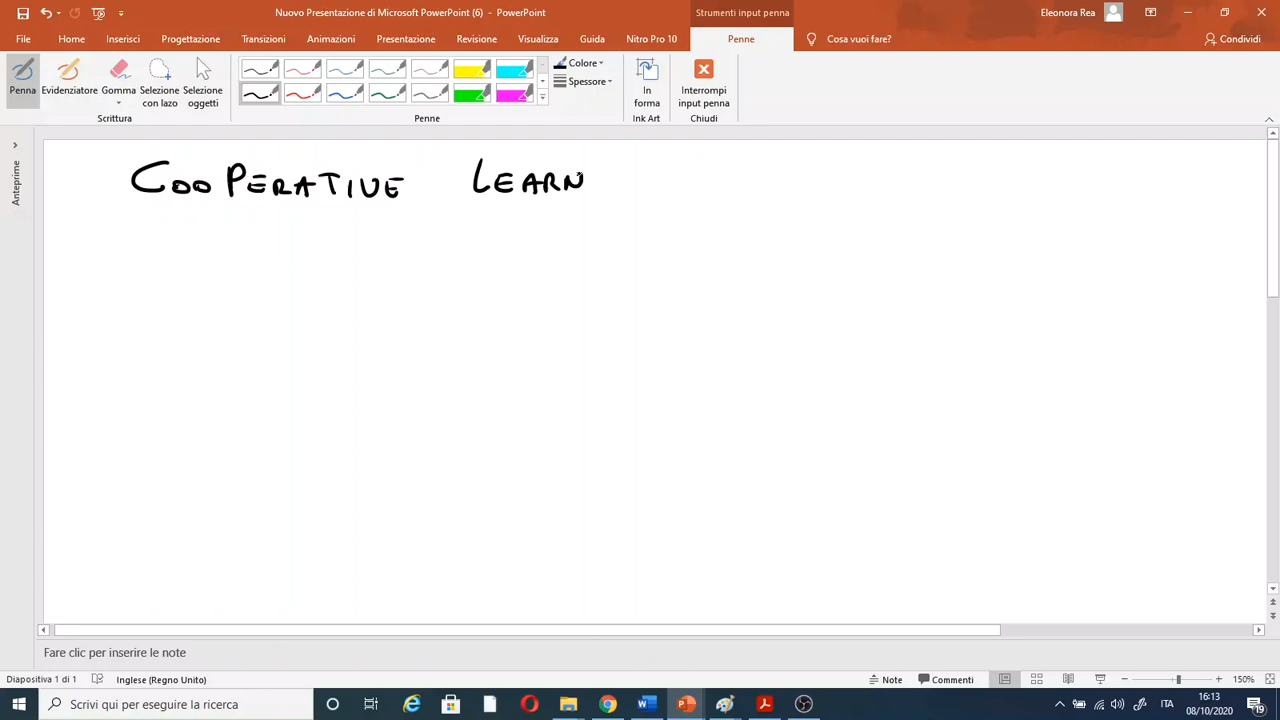 Nuovo Presentazione di Microsoft PowerPoint (6) - PowerPoint
Strumenti input penna
Eleonora Rea
File Home Inserisci Progettazione Transizioni Animazioni Presentazione Revisione Visualizza Guida Nitro Pro 10 Penne Cosa vuoi fare? Condividi
Penna Evidenziatore Gomma Selezione con lazo Selezione oggetti
Colore
Spessore
In forma
Interrompi input penna
Scrittura Penne Ink Art Chiudi
Anteprime
COOPERATIVE LEARN
Fare clic per inserire le note
Diapositiva 1 di 1 Inglese (Regno Unito) Note Commenti 150%
Scrivi qui per eseguire la ricerca
ITA
16:13
08/10/2020
19